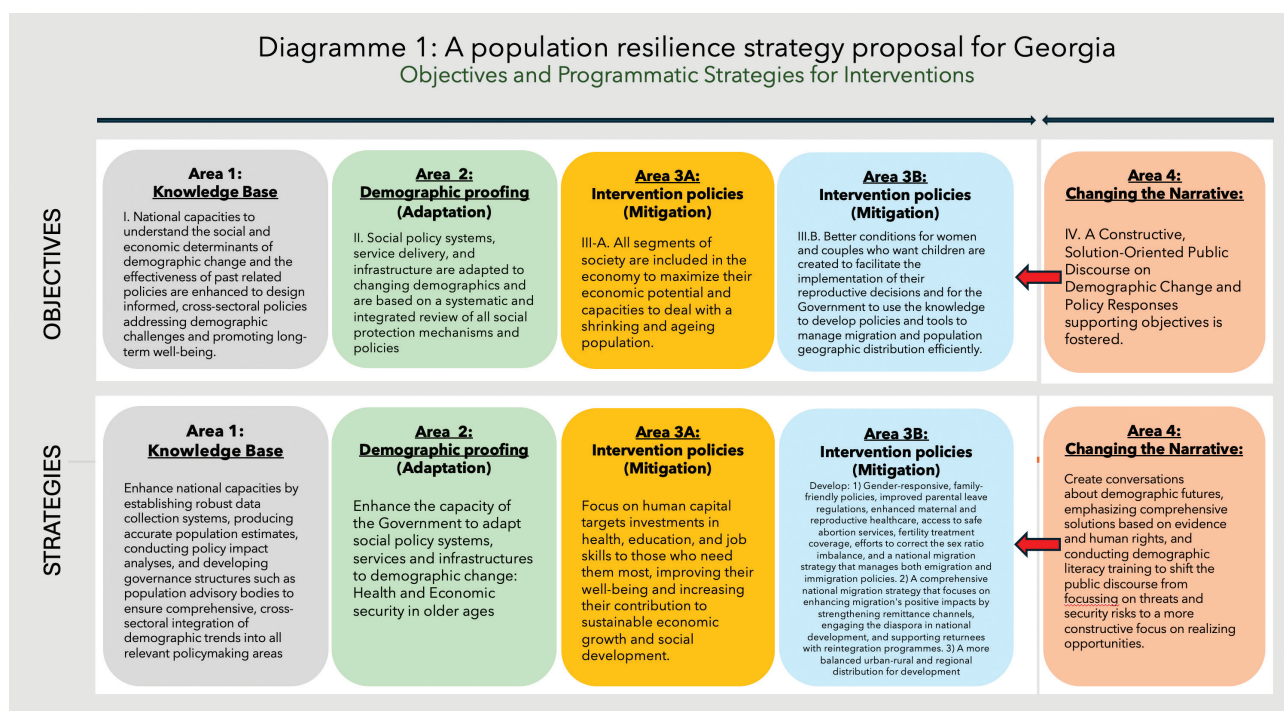 Diagramme 1: A population resilience strategy proposal for Georgia
Objectives and Programmatic Strategies for Interventions
OBJECTIVES
Area 1:
Knowledge Base
I. National capacities to
understand the social and
economic determinants of
demographic change and the
effectiveness of past related
policies are enhanced to design
informed, cross-sectoral policies
addressing demographic
challenges and promoting long-
term well-being.
Area 2:
Demographic proofing
(Adaptation)
II. Social policy systems,
service delivery, and
infrastructure are adapted to
changing demographics and
are based on a systematic and
integrated review of all social
protection mechanisms and
policies
Area 3A:
Intervention policies
(Mitigation)
III-A. All segments of
society are included in the
economy to maximize their
economic potential and
capacities to deal with a
shrinking and ageing
population.
Area 3B:
Intervention policies
(Mitigation)
III.B. Better conditions for women
and couples who want children are
created to facilitate the
implementation of their
reproductive decisions and for the
Government to use the knowledge
to develop policies and tools to
manage migration and population
geographic distribution efficiently.
Area 4:
Changing the Narrative:
IV. A Constructive,
Solution-Oriented Public
Discourse on
Demographic Change and
Policy Responses
supporting objectives is
fostered.
STRATEGIES
Area 1:
Knowledge Base
Enhance national capacities by
establishing robust data
collection systems, producing
accurate population estimates,
conducting policy impact
analyses, and developing
governance structures such as
population advisory bodies to
ensure comprehensive, cross-
sectoral integration of
demographic trends into all
relevant policymaking areas
Area 2:
Demographic proofing
(Adaptation)
Enhance the capacity of
the Government to adapt
social policy systems,
services and infrastructures
to demographic change:
Health and Economic
security in older ages
Area 3A:
Intervention policies
(Mitigation)
Focus on human capital
targets investments in
health, education, and job
skills to those who need
them most, improving their
well-being and increasing
their contribution to
sustainable economic
growth and social
development.
Area 3B:
Intervention policies
(Mitigation)
Develop: 1) Gender-responsive, family-
friendly policies, improved parental leave
regulations, enhanced maternal and
reproductive healthcare, access to safe
abortion services, fertility treatment
coverage, efforts to correct the sex ratio
imbalance, and a national migration
strategy that manages both emigration and
immigration policies. 2) A comprehensive
national migration strategy that focuses on
enhancing migration's positive impacts by
strengthening remittance channels,
engaging the diaspora in national
development, and supporting returnees
with reintegration programmes. 3) A more
balanced urban-rural and regional
distribution for development
Area 4:
Changing the Narrative:
Create conversations
about demographic futures,
emphasizing comprehensive
solutions based on evidence
and human rights, and
conducting demographic
literacy training to shift the
public discourse from
focussing on threats and
security risks to a more
constructive focus on realizing
opportunities.